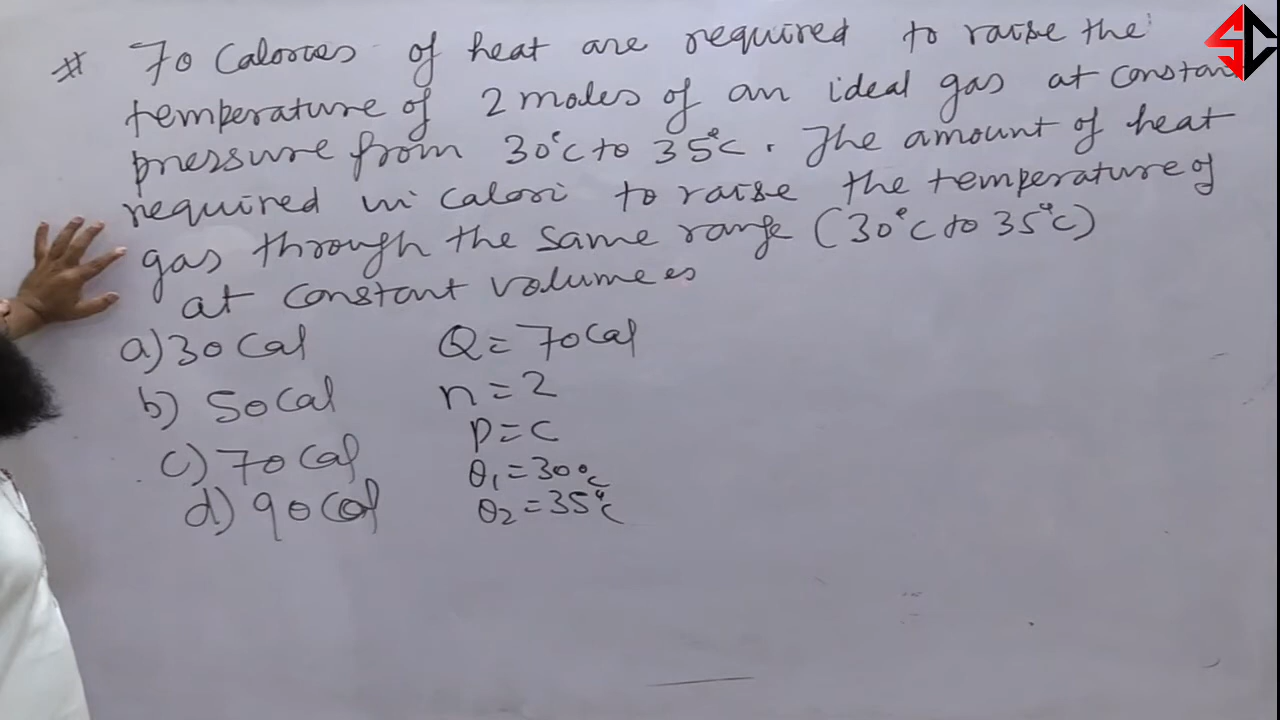 SC
# 70 Calories of heat are required to raise the
temperature of 2 moles of an ideal gas at constan
pressure from 30°c to 35°c. The amount of heat
required in calori to raise the temperature of
gas through the same range (30°c to 35°c)
at constant volume es
a) 30 Cal
Q = 70 Cal
b) 50 Cal
n = 2
c) 70 Cal
P = C
d) 90 Cal
θ₁ = 30°c
θ₂ = 35°c